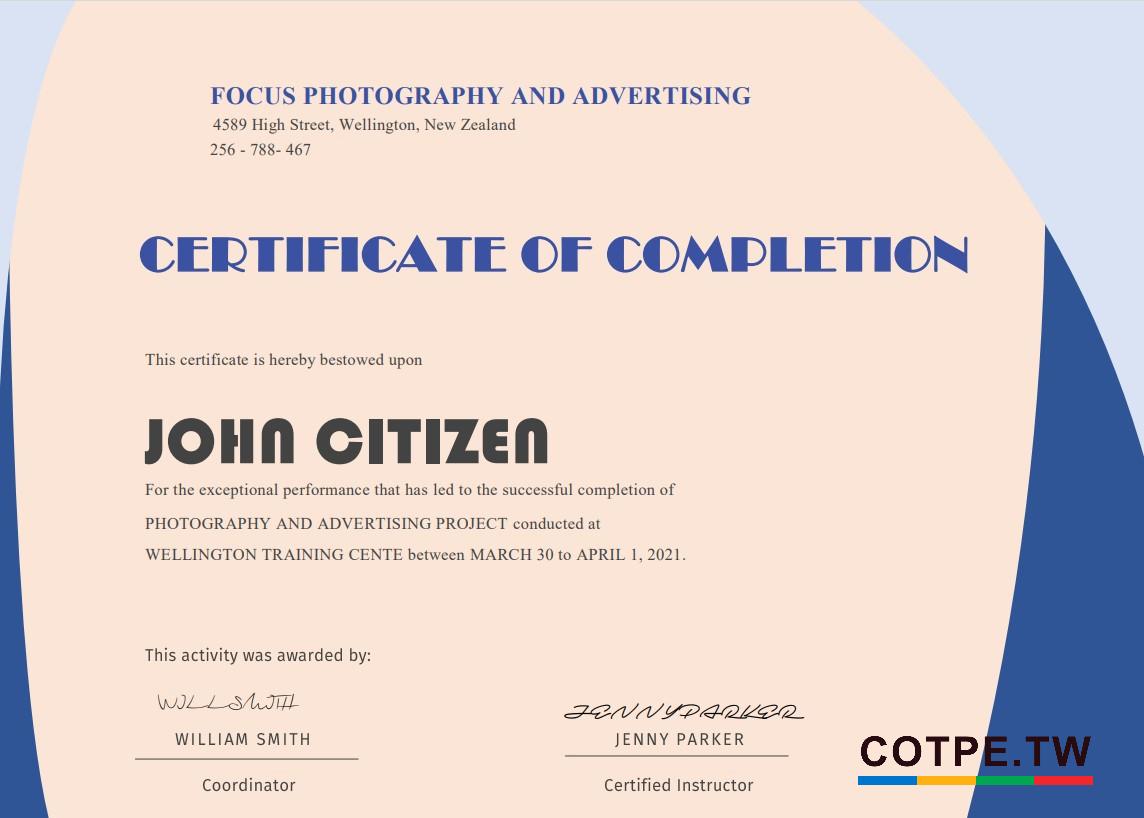 FOCUS PHOTOGRAPHY AND ADVERTISING
4589 High Street, Wellington, New Zealand
256 - 788- 467
CERTIFICATE OF COMPLETION
This certificate is hereby bestowed upon
JOHN CITIZEN
For the exceptional performance that has led to the successful completion of
PHOTOGRAPHY AND ADVERTISING PROJECT conducted at
WELLINGTON TRAINING CENTE between MARCH 30 to APRIL 1, 2021.
This activity was awarded by:
WILLSMITH
JENNYPARKER
WILLIAM SMITH
JENNY PARKER
Coordinator
Certified Instructor
COTPE.TW